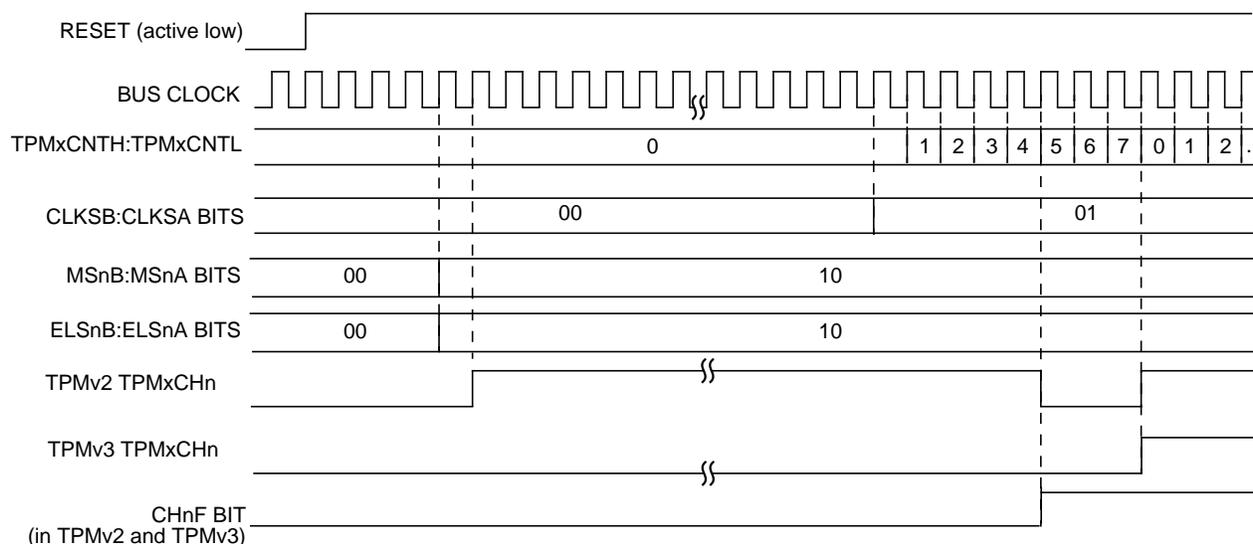 RESET (active low)
BUS CLOCK
TPMxCNTH:TPMxCNTL 0 1 2 3 4 5 6 7 0 1 2 .
CLKSB:CLKSA BITS 00 01
MSnB:MSnA BITS 00 10
ELSnB:ELSnA BITS 00 10
TPMv2 TPMxCHn
TPMv3 TPMxCHn
CHnF BIT
(in TPMv2 and TPMv3)